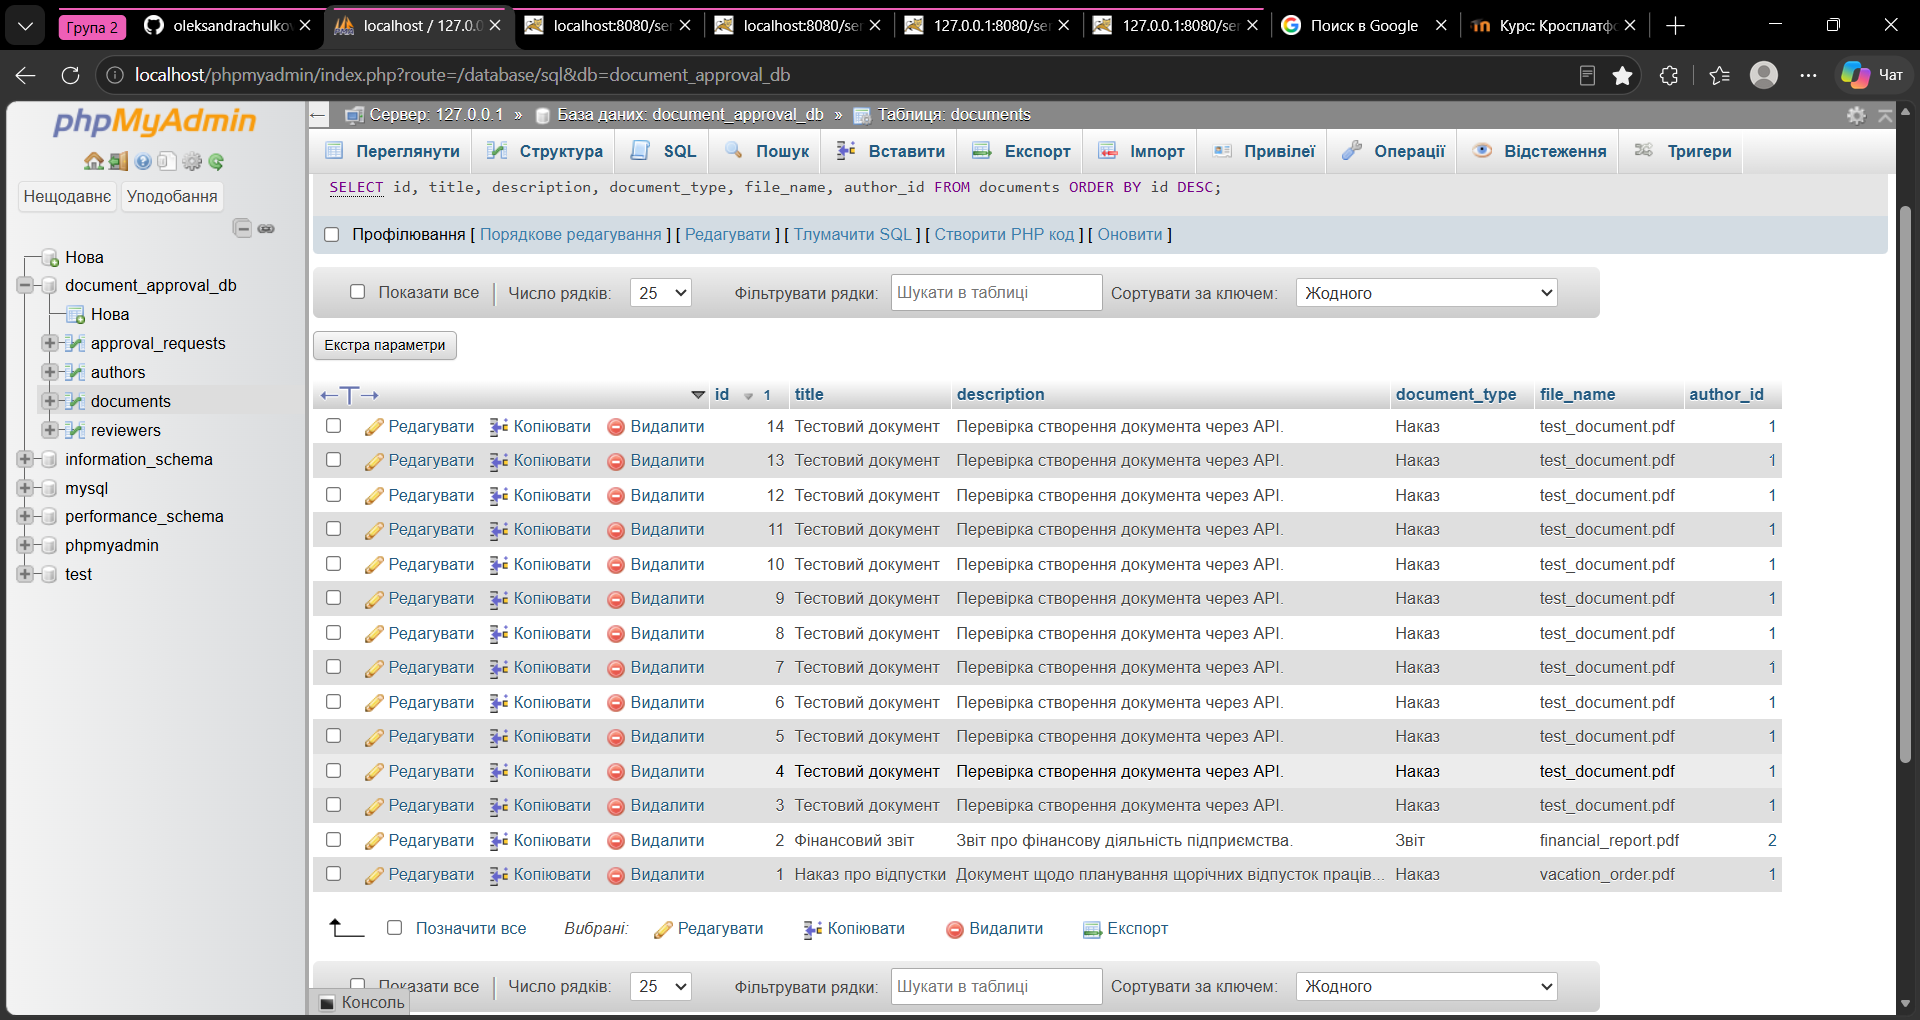 Група 2
oleksandrachulkov
localhost / 127.0.0
localhost:8080/ser
localhost:8080/ser
127.0.0.1:8080/ser
127.0.0.1:8080/ser
Поиск в Google
Курс: Кросплатфо
localhost/phpmyadmin/index.php?route=/database/sql&db=document_approval_db
Чат
phpMyAdmin
Нещодавнє Уподобання
Нова
document_approval_db
Нова
approval_requests
authors
documents
reviewers
information_schema
mysql
performance_schema
phpmyadmin
test
Сервер: 127.0.0.1 » База даних: document_approval_db » Таблиця: documents
Переглянути Структура SQL Пошук Вставити Експорт Імпорт Привілеї Операції Відстеження Тригери
SELECT id, title, description, document_type, file_name, author_id FROM documents ORDER BY id DESC;
Профілювання [ Порядкове редагування ] [ Редагувати ] [ Тлумачити SQL ] [ Створити PHP код ] [ Оновити ]
Показати все Число рядків: 25 Фільтрувати рядки: Шукати в таблиці Сортувати за ключем: Жодного
Екстра параметри
←T→ id 1 title description document_type file_name author_id
Редагувати Копіювати Видалити 14 Тестовий документ Перевірка створення документа через API. Наказ test_document.pdf 1
Редагувати Копіювати Видалити 13 Тестовий документ Перевірка створення документа через API. Наказ test_document.pdf 1
Редагувати Копіювати Видалити 12 Тестовий документ Перевірка створення документа через API. Наказ test_document.pdf 1
Редагувати Копіювати Видалити 11 Тестовий документ Перевірка створення документа через API. Наказ test_document.pdf 1
Редагувати Копіювати Видалити 10 Тестовий документ Перевірка створення документа через API. Наказ test_document.pdf 1
Редагувати Копіювати Видалити 9 Тестовий документ Перевірка створення документа через API. Наказ test_document.pdf 1
Редагувати Копіювати Видалити 8 Тестовий документ Перевірка створення документа через API. Наказ test_document.pdf 1
Редагувати Копіювати Видалити 7 Тестовий документ Перевірка створення документа через API. Наказ test_document.pdf 1
Редагувати Копіювати Видалити 6 Тестовий документ Перевірка створення документа через API. Наказ test_document.pdf 1
Редагувати Копіювати Видалити 5 Тестовий документ Перевірка створення документа через API. Наказ test_document.pdf 1
Редагувати Копіювати Видалити 4 Тестовий документ Перевірка створення документа через API. Наказ test_document.pdf 1
Редагувати Копіювати Видалити 3 Тестовий документ Перевірка створення документа через API. Наказ test_document.pdf 1
Редагувати Копіювати Видалити 2 Фінансовий звіт Звіт про фінансову діяльність підприємства. Звіт financial_report.pdf 2
Редагувати Копіювати Видалити 1 Наказ про відпустки Документ щодо планування щорічних відпусток праців... Наказ vacation_order.pdf 1
Позначити все Вибрані: Редагувати Копіювати Видалити Експорт
Показати все Число рядків: 25 Фільтрувати рядки: Шукати в таблиці Сортувати за ключем: Жодного
Консоль